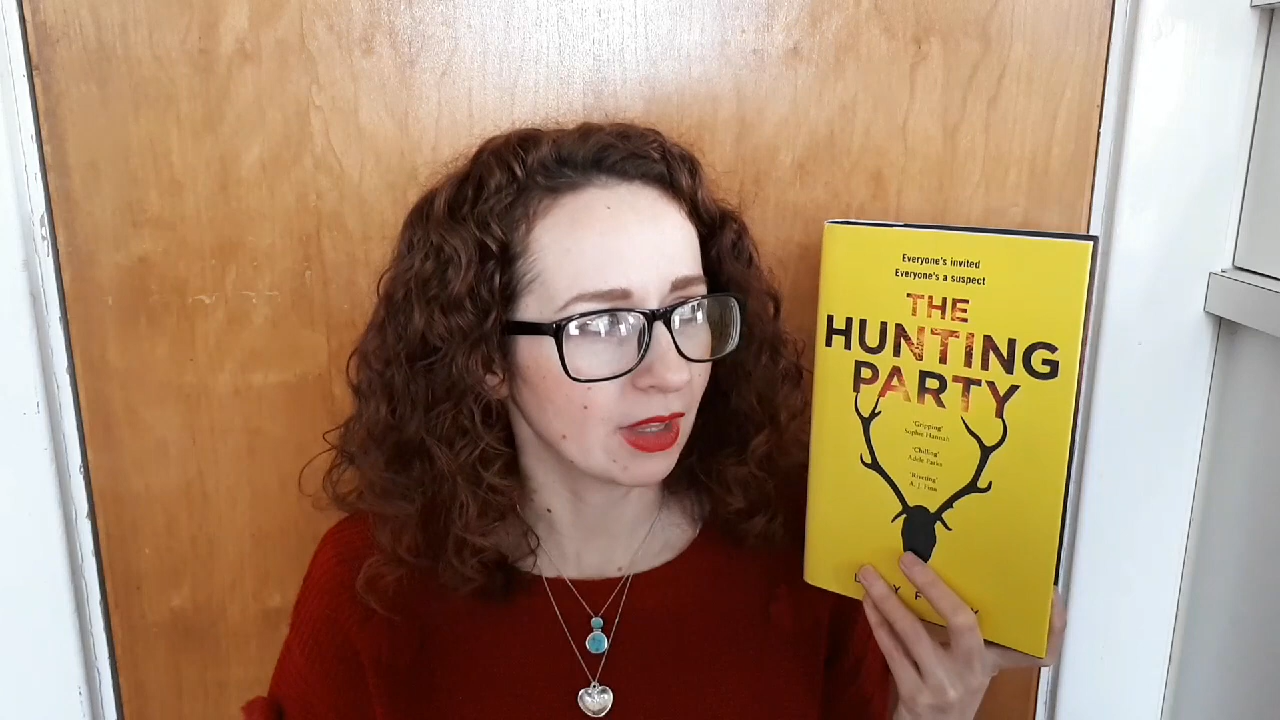 Everyone's invited
Everyone's a suspect
THE
HUNTING
PARTY
'Gripping'
Sophie Hannah
'Chilling'
Adele Parks
'Riveting'
A. J. Finn